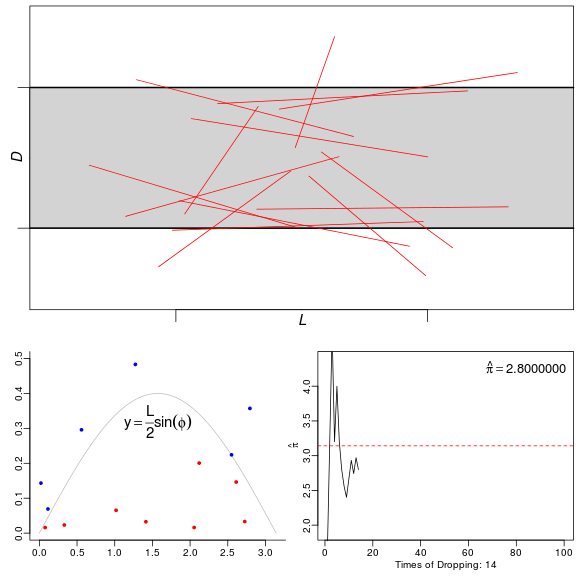 D
L
0.0 0.1 0.2 0.3 0.4 0.5
y = L/2 sin(ϕ)
0.0 0.5 1.0 1.5 2.0 2.5 3.0
π̂
2.0 2.5 3.0 3.5 4.0
π̂ = 2.8000000
0 20 40 60 80 100
Times of Dropping: 14